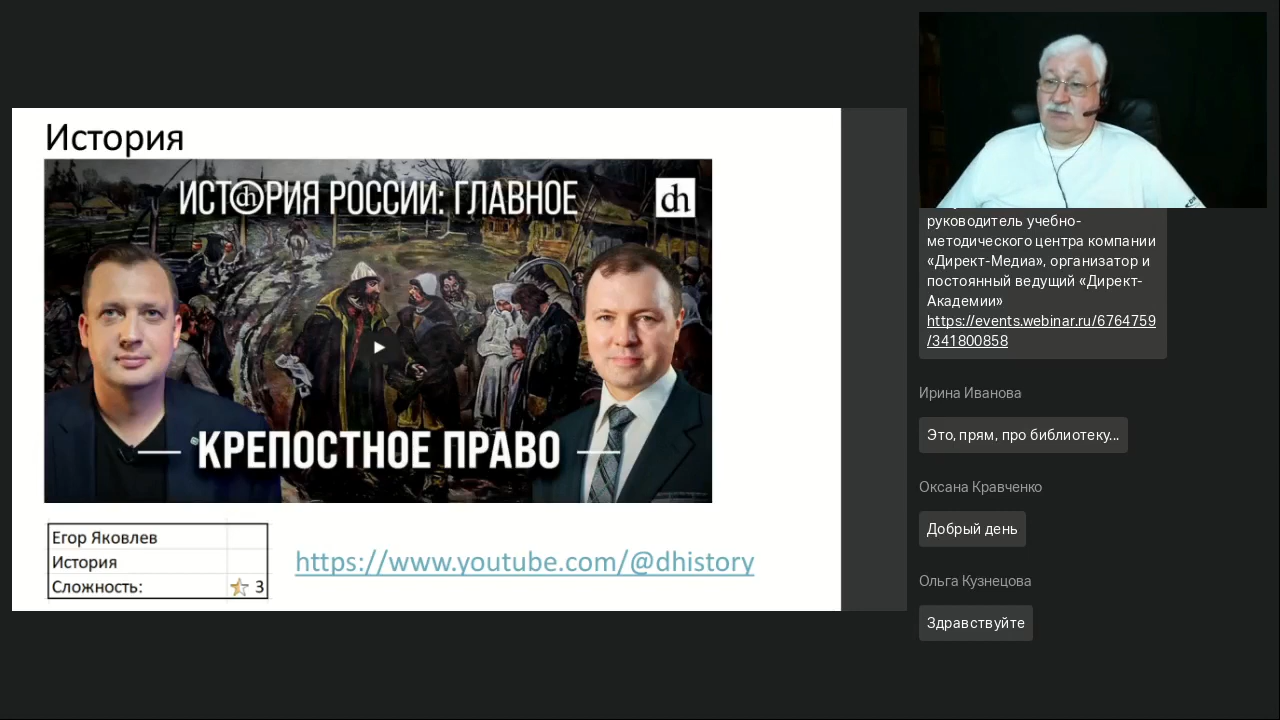 История
ИСТОРИЯ РОССИИ: ГЛАВНОЕ
dh
КРЕПОСТНОЕ ПРАВО
Егор Яковлев
История
Сложность: 3
https://www.youtube.com/@dhistory
руководитель учебно-
методического центра компании
«Директ-Медиа», организатор и
постоянный ведущий «Директ-
Академии»
https://events.webinar.ru/6764759
/341800858
Ирина Иванова
Это, прям, про библиотеку...
Оксана Кравченко
Добрый день
Ольга Кузнецова
Здравствуйте